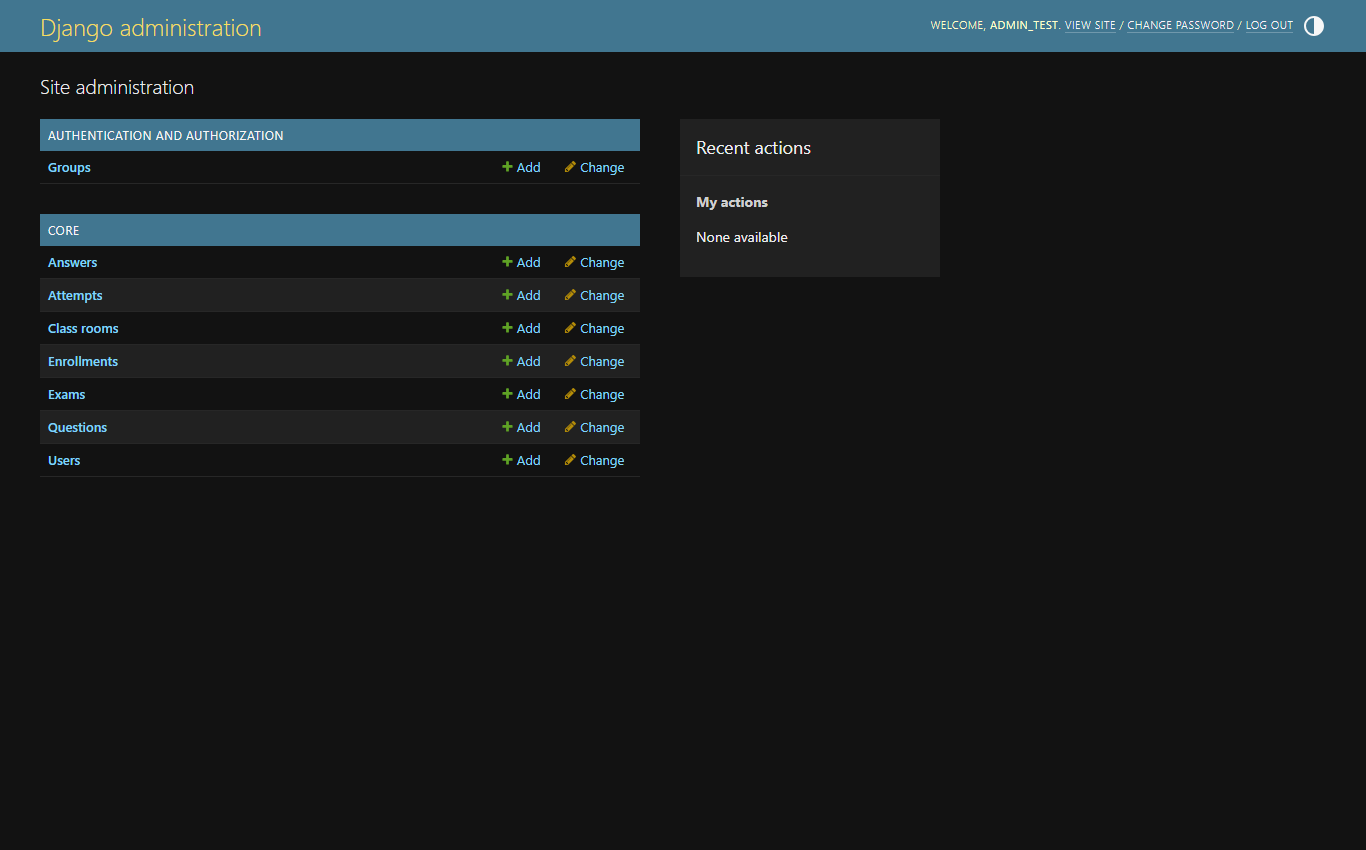 Django administration
WELCOME, ADMIN_TEST. VIEW SITE / CHANGE PASSWORD / LOG OUT
Site administration
AUTHENTICATION AND AUTHORIZATION
Groups Add Change
CORE
Answers Add Change
Attempts Add Change
Class rooms Add Change
Enrollments Add Change
Exams Add Change
Questions Add Change
Users Add Change
Recent actions
My actions
None available